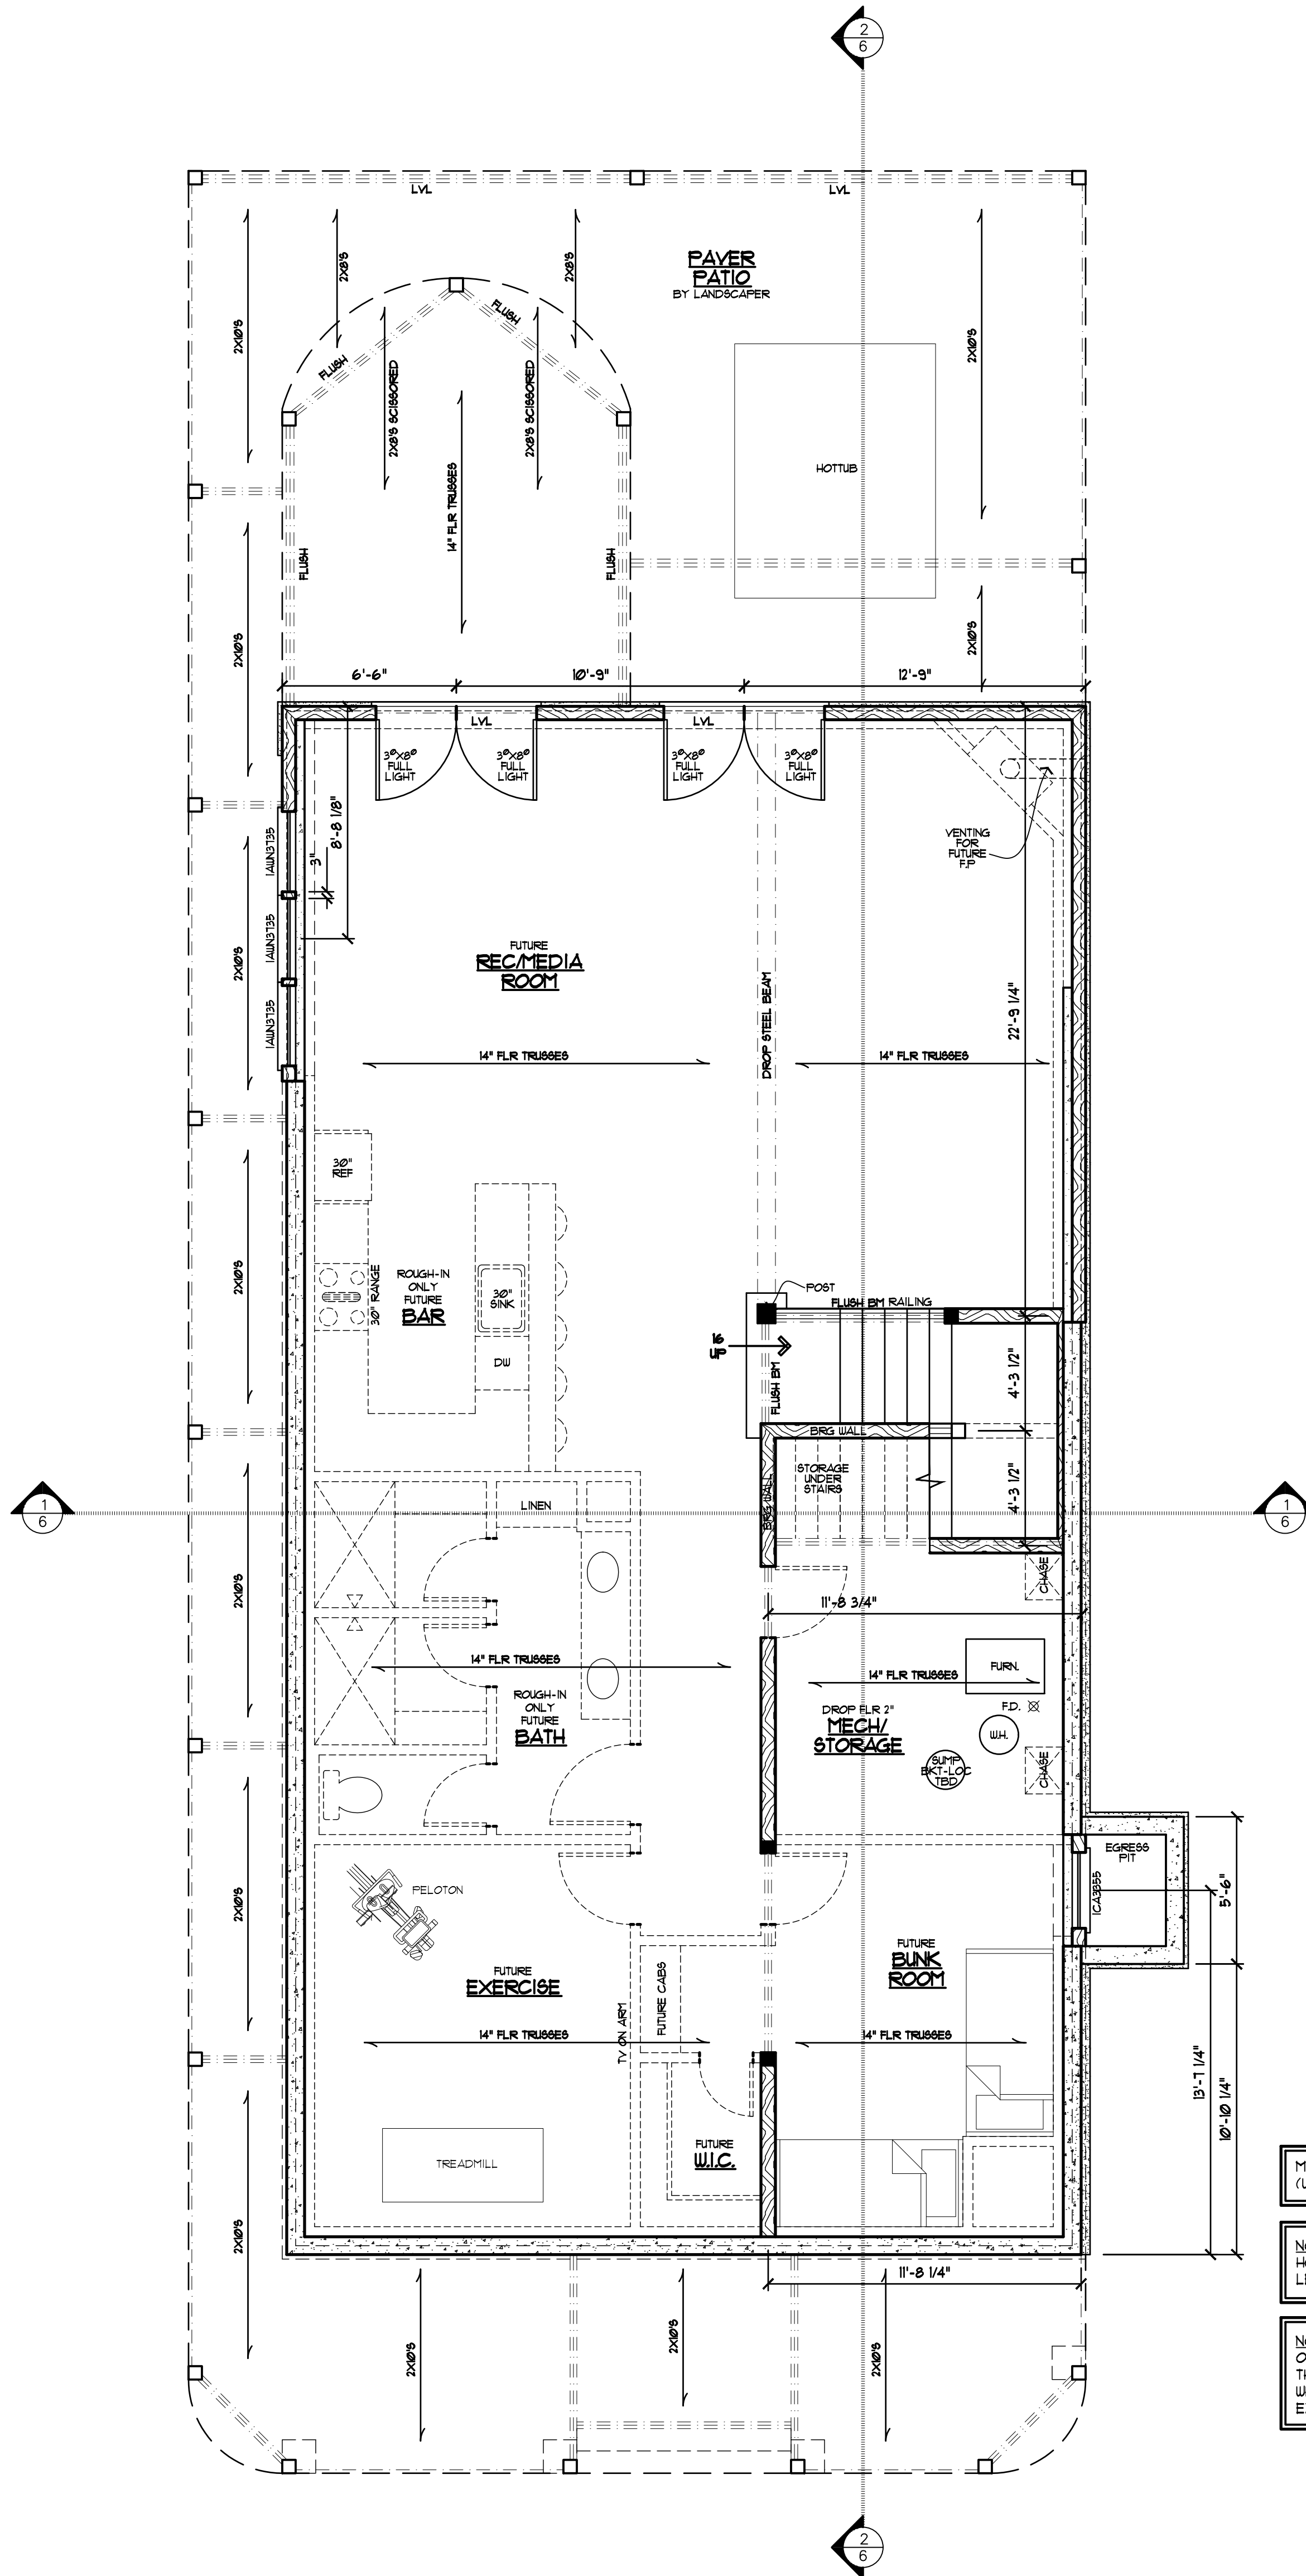 2
6
LVL
LVL
PAVER
PATIO
BY LANDSCAPER
2X8'S
2X8'S
2X10'S
2X10'S
FLUSH
FLUSH
2X8'S SCISSORED
2X8'S SCISSORED
14" FLR TRUSSES
HOTTUB
FLUSH
FLUSH
2X10'S
2X10'S
6'-6"
10'-9"
12'-9"
LVL
LVL
3⁰X8⁰
FULL
LIGHT
3⁰X8⁰
FULL
LIGHT
3⁰X8⁰
FULL
LIGHT
3⁰X8⁰
FULL
LIGHT
8'-8 1/8"
3"
IAWN3735
IAWN3735
IAWN3735
VENTING
FOR
FUTURE
F.P
2X10'S
FUTURE
REC/MEDIA
ROOM
DROP STEEL BEAM
22'-9 1/4"
14" FLR TRUSSES
14" FLR TRUSSES
30"
REF
2X10'S
30" RANGE
ROUGH-IN
ONLY
FUTURE
BAR
30"
SINK
DW
POST
FLUSH BM RAILING
16
UP
FLUSH BM
4'-3 1/2"
BRG WALL
STORAGE
UNDER
STAIRS
BRG WALL
4'-3 1/2"
LINEN
1
6
1
6
CHASE
2X10'S
11'-8 3/4"
14" FLR TRUSSES
FURN.
14" FLR TRUSSES
ROUGH-IN
ONLY
FUTURE
BATH
DROP FLR 2"
MECH/
STORAGE
F.D.
W.H.
SUMP
BKT-LOC
TBD
CHASE
EGRESS
PIT
ICA3355
5'-6"
PELOTON
2X10'S
FUTURE
EXERCISE
FUTURE
BUNK
ROOM
FUTURE CABS
TV ON ARM
14" FLR TRUSSES
14" FLR TRUSSES
13'-7 1/4"
10'-10 1/4"
TREADMILL
FUTURE
W.I.C.
2X10'S
11'-8 1/4"
2X10'S
2X10'S
2X10'S
2
6